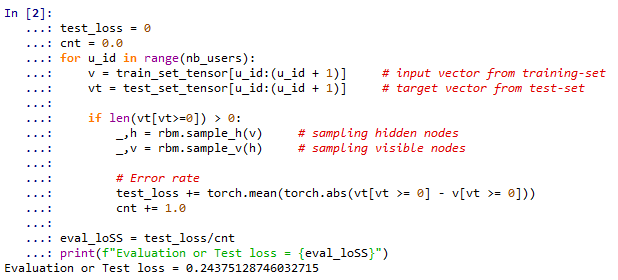 In [2]:
   ...: test_loss = 0
   ...: cnt = 0.0
   ...: for u_id in range(nb_users):
   ...:     v = train_set_tensor[u_id:(u_id + 1)]     # input vector from training-set
   ...:     vt = test_set_tensor[u_id:(u_id + 1)]     # target vector from test-set
   ...:
   ...:     if len(vt[vt>=0]) > 0:
   ...:         _,h = rbm.sample_h(v)     # sampling hidden nodes
   ...:         _,v = rbm.sample_v(h)     # sampling visible nodes
   ...:
   ...:         # Error rate
   ...:         test_loss += torch.mean(torch.abs(vt[vt >= 0] - v[vt >= 0]))
   ...:         cnt += 1.0
   ...:
   ...: eval_loSS = test_loss/cnt
   ...: print(f"Evaluation or Test loss = {eval_loSS}")
Evaluation or Test loss = 0.24375128746032715